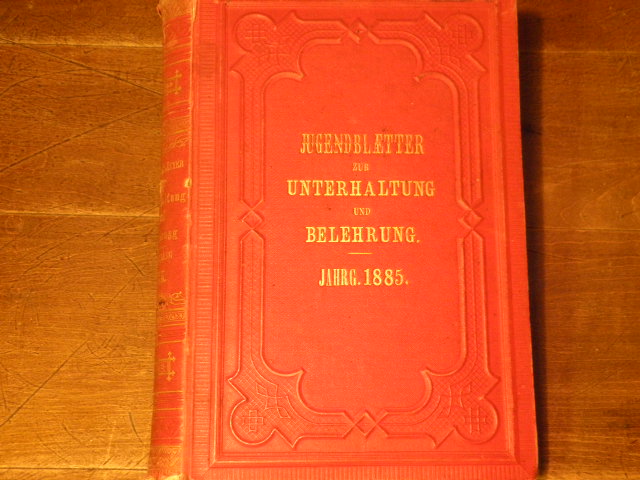 JUGENDBLÆTTER
ZUR
UNTERHALTUNG
UND
BELEHRUNG.
JAHRG. 1885.